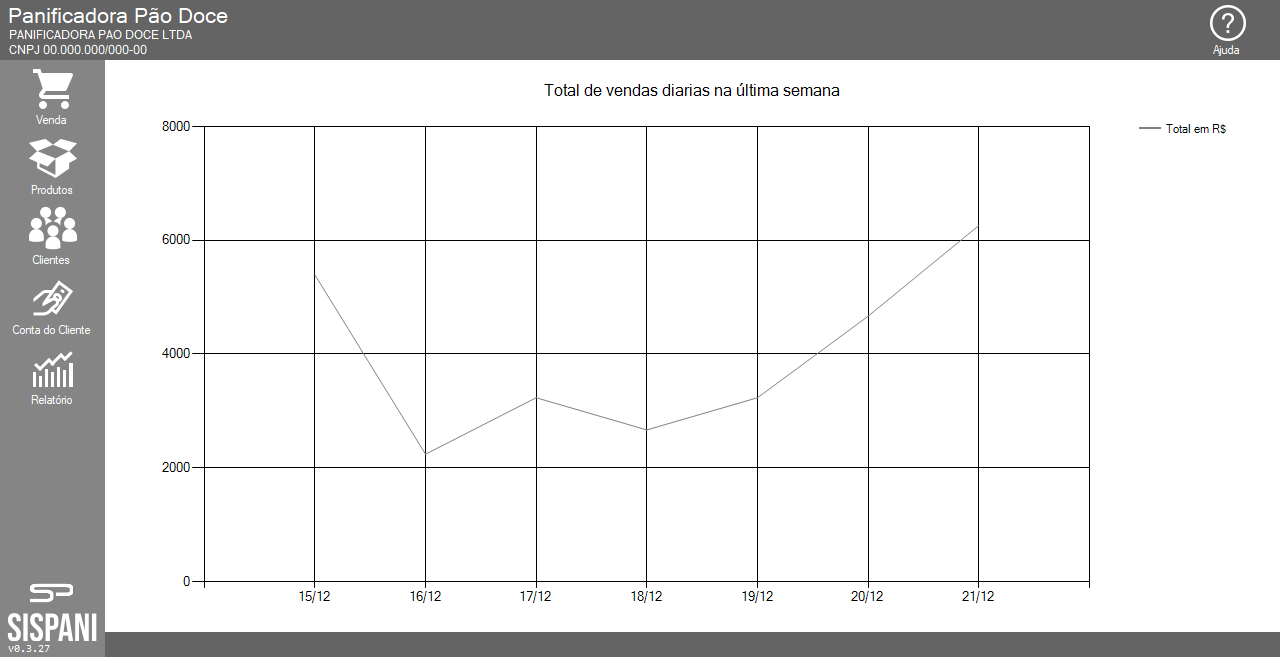 Panificadora Pão Doce
PANIFICADORA PAO DOCE LTDA
CNPJ 00.000.000/000-00
?
Ajuda
Venda
Produtos
Clientes
Conta do Cliente
Relatório
Total de vendas diarias na última semana
Total em R$
8000
6000
4000
2000
0
15/12 16/12 17/12 18/12 19/12 20/12 21/12
SP
SISPANI
v0.3.27